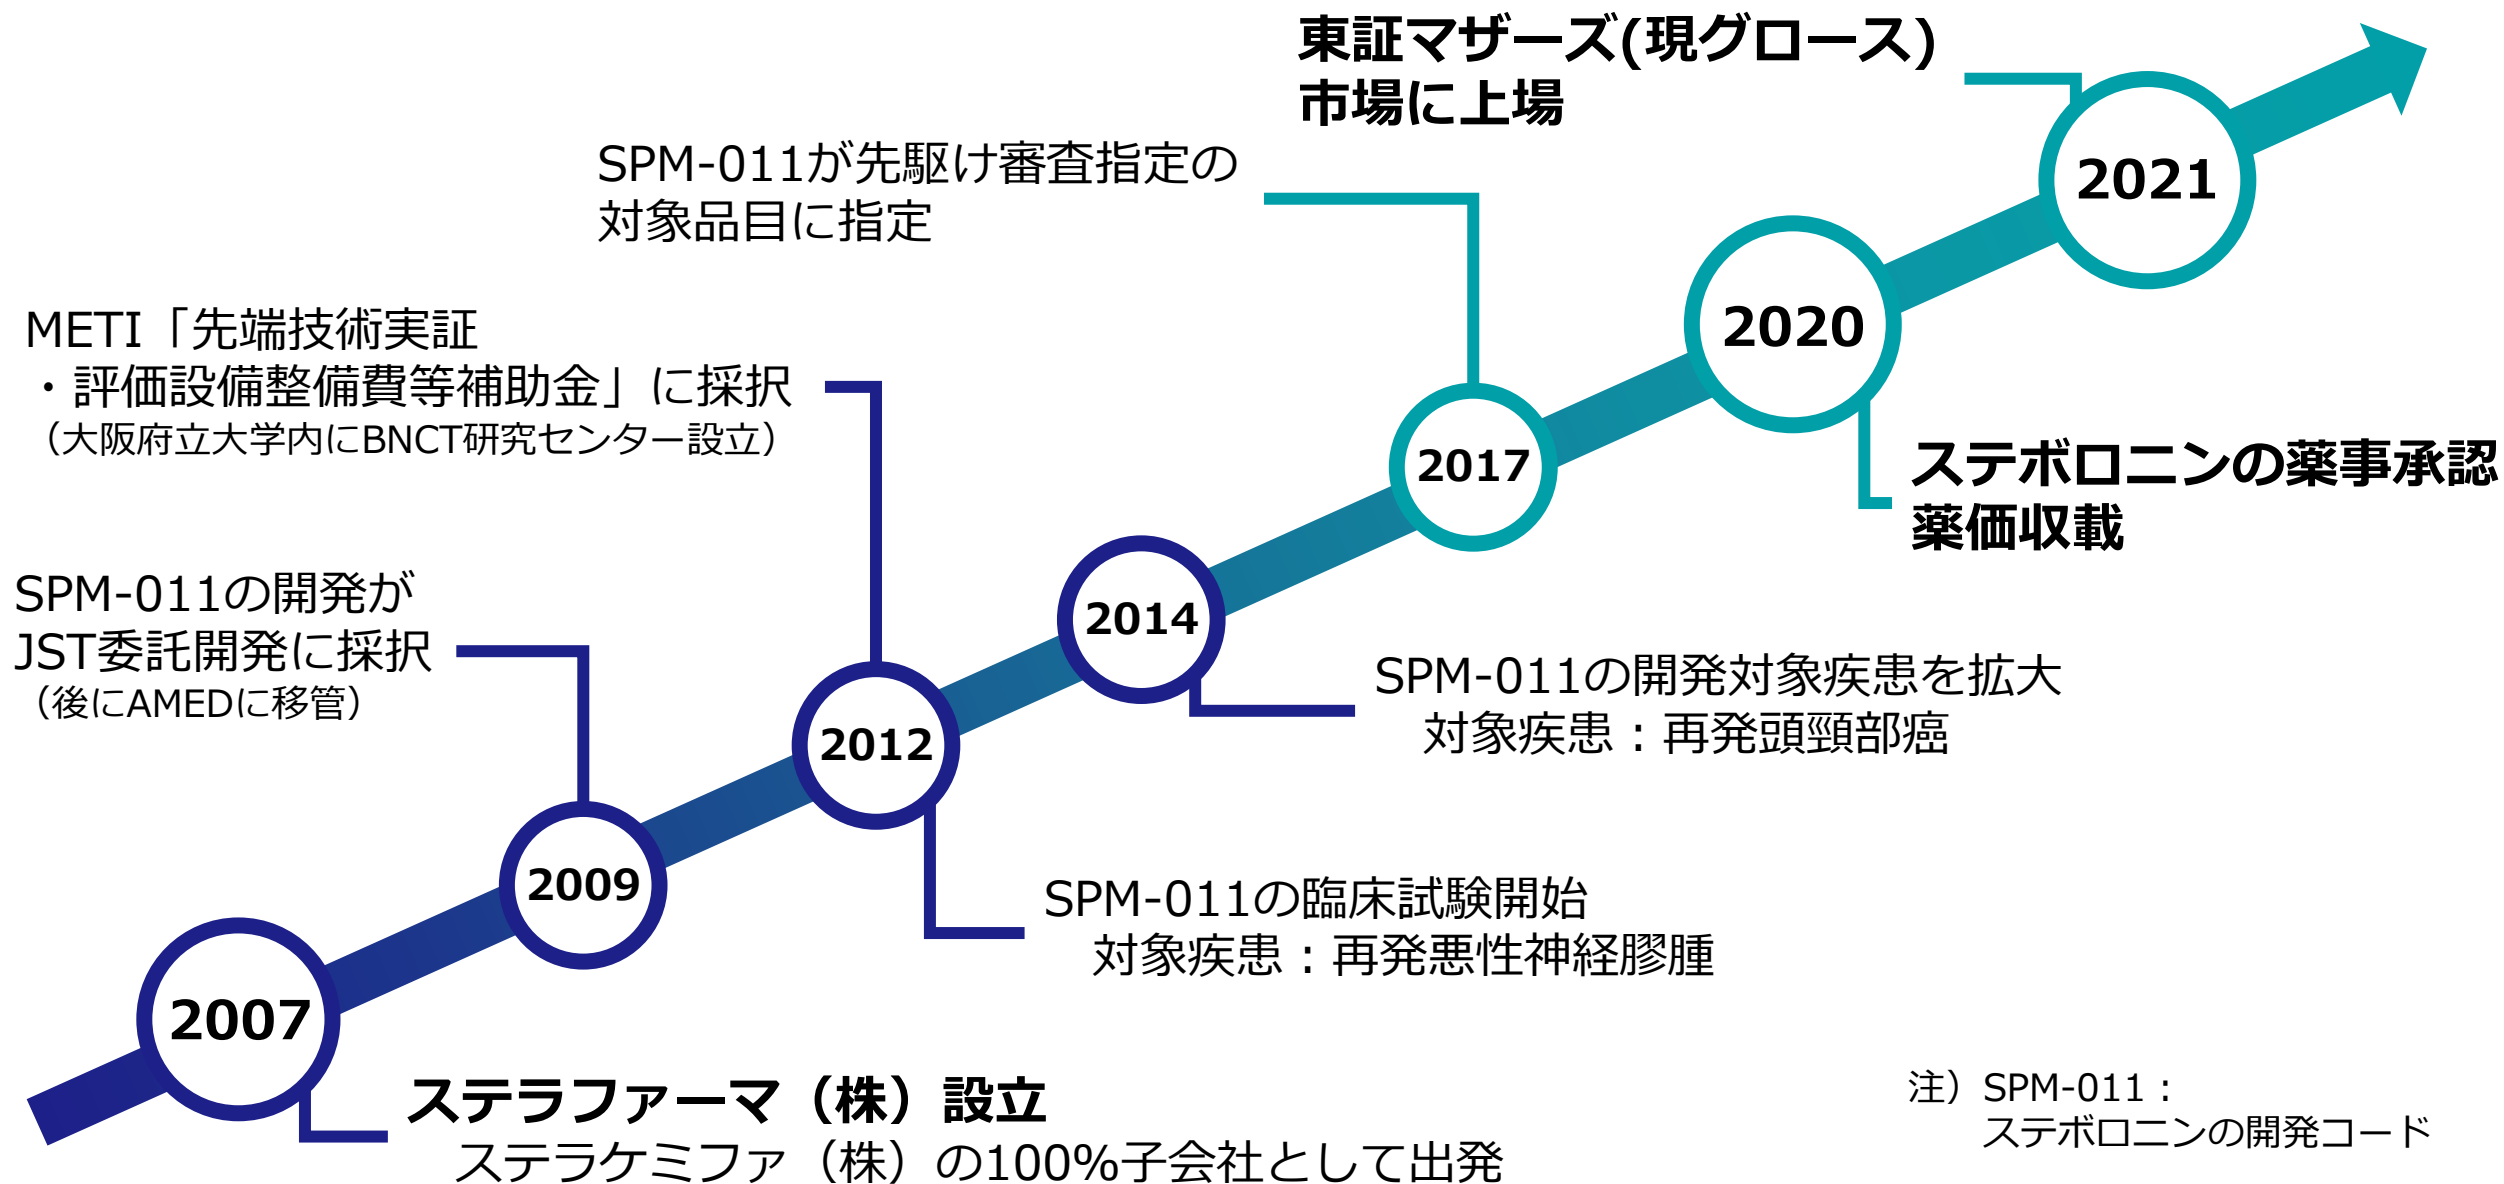 東証マザーズ(現グロース)
市場に上場
SPM-011が先駆け審査指定の
対象品目に指定
2021
METI「先端技術実証
・評価設備整備費等補助金」に採択
（大阪府立大学内にBNCT研究センター設立）
2020
2017
ステボロニンの薬事承認
薬価収載
SPM-011の開発が
JST委託開発に採択
（後にAMEDに移管）
2014
SPM-011の開発対象疾患を拡大
対象疾患：再発頭頸部癌
2012
2009
SPM-011の臨床試験開始
対象疾患：再発悪性神経膠腫
2007
ステラファーマ（株）設立
ステラケミファ（株）の100%子会社として出発
注）SPM-011：
ステボロニンの開発コード